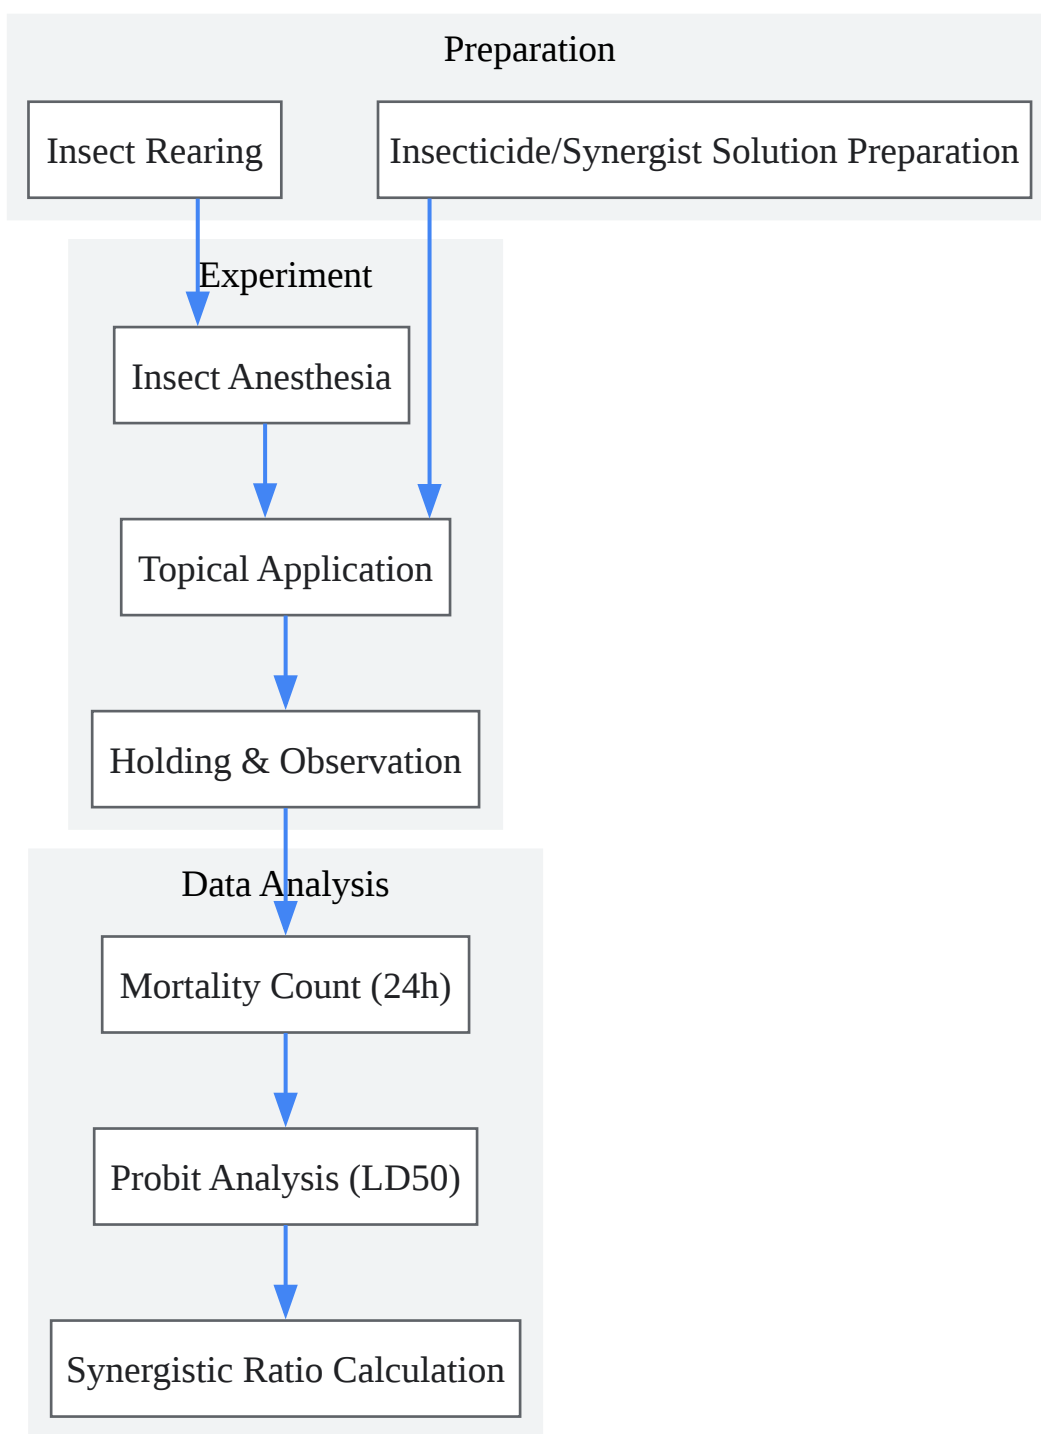 Preparation
Insect Rearing
Insecticide/Synergist Solution Preparation
Experiment
Insect Anesthesia
Topical Application
Holding & Observation
Data Analysis
Mortality Count (24h)
Probit Analysis (LD50)
Synergistic Ratio Calculation